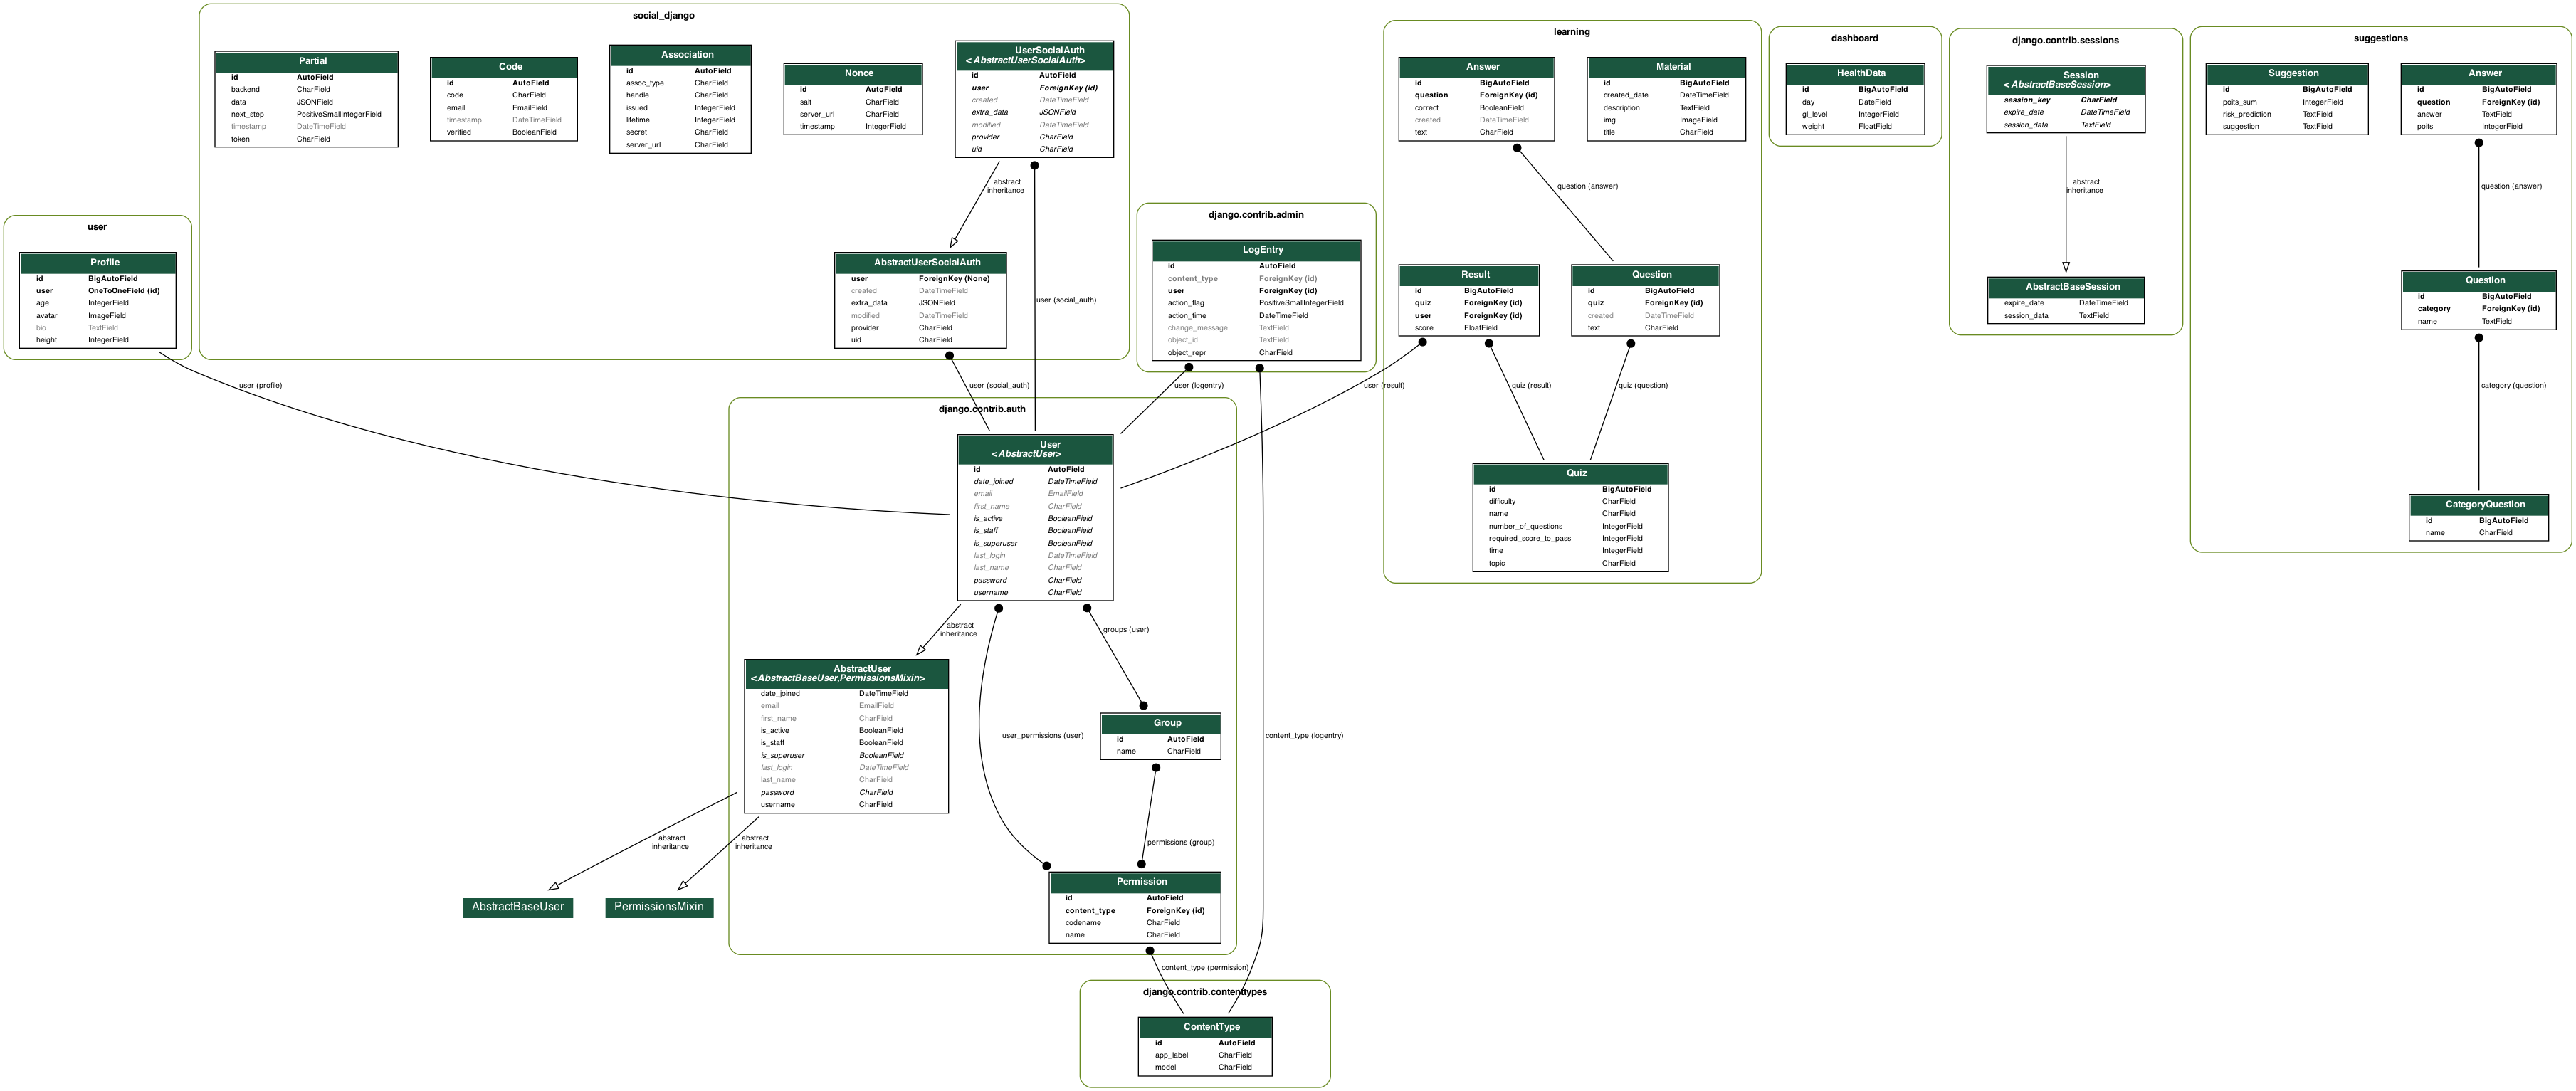 social_django
Partial
id AutoField
backend CharField
data JSONField
next_step PositiveSmallIntegerField
timestamp DateTimeField
token CharField
Code
id AutoField
code CharField
email EmailField
timestamp DateTimeField
verified BooleanField
Association
id AutoField
assoc_type CharField
handle CharField
issued IntegerField
lifetime IntegerField
secret CharField
server_url CharField
Nonce
id AutoField
salt CharField
server_url CharField
timestamp IntegerField
UserSocialAuth
<AbstractUserSocialAuth>
id AutoField
user ForeignKey (id)
created DateTimeField
extra_data JSONField
modified DateTimeField
provider CharField
uid CharField
abstract
inheritance
user (social_auth)
AbstractUserSocialAuth
user ForeignKey (None)
created DateTimeField
extra_data JSONField
modified DateTimeField
provider CharField
uid CharField
user
Profile
id BigAutoField
user OneToOneField (id)
age IntegerField
avatar ImageField
bio TextField
height IntegerField
user (profile)
user (social_auth)
django.contrib.admin
LogEntry
id AutoField
content_type ForeignKey (id)
user ForeignKey (id)
action_flag PositiveSmallIntegerField
action_time DateTimeField
change_message TextField
object_id TextField
object_repr CharField
user (logentry)
learning
Answer
id BigAutoField
question ForeignKey (id)
correct BooleanField
created DateTimeField
text CharField
Material
id BigAutoField
created_date DateTimeField
description TextField
img ImageField
title CharField
question (answer)
Result
id BigAutoField
quiz ForeignKey (id)
user ForeignKey (id)
score FloatField
Question
id BigAutoField
quiz ForeignKey (id)
created DateTimeField
text CharField
user (result)
quiz (result)
quiz (question)
Quiz
id BigAutoField
difficulty CharField
name CharField
number_of_questions IntegerField
required_score_to_pass IntegerField
time IntegerField
topic CharField
dashboard
HealthData
id BigAutoField
day DateField
gl_level IntegerField
weight FloatField
django.contrib.sessions
Session
<AbstractBaseSession>
session_key CharField
expire_date DateTimeField
session_data TextField
abstract
inheritance
AbstractBaseSession
expire_date DateTimeField
session_data TextField
suggestions
Suggestion
id BigAutoField
poits_sum IntegerField
risk_prediction TextField
suggestion TextField
Answer
id BigAutoField
question ForeignKey (id)
answer TextField
poits IntegerField
question (answer)
Question
id BigAutoField
category ForeignKey (id)
name TextField
category (question)
CategoryQuestion
id BigAutoField
name CharField
django.contrib.auth
User
<AbstractUser>
id AutoField
date_joined DateTimeField
email EmailField
first_name CharField
is_active BooleanField
is_staff BooleanField
is_superuser BooleanField
last_login DateTimeField
last_name CharField
password CharField
username CharField
abstract
inheritance
groups (user)
AbstractUser
<AbstractBaseUser,PermissionsMixin>
date_joined DateTimeField
email EmailField
first_name CharField
is_active BooleanField
is_staff BooleanField
is_superuser BooleanField
last_login DateTimeField
last_name CharField
password CharField
username CharField
user_permissions (user)
Group
id AutoField
name CharField
content_type (logentry)
abstract
inheritance
abstract
inheritance
permissions (group)
AbstractBaseUser
PermissionsMixin
Permission
id AutoField
content_type ForeignKey (id)
codename CharField
name CharField
content_type (permission)
django.contrib.contenttypes
ContentType
id AutoField
app_label CharField
model CharField